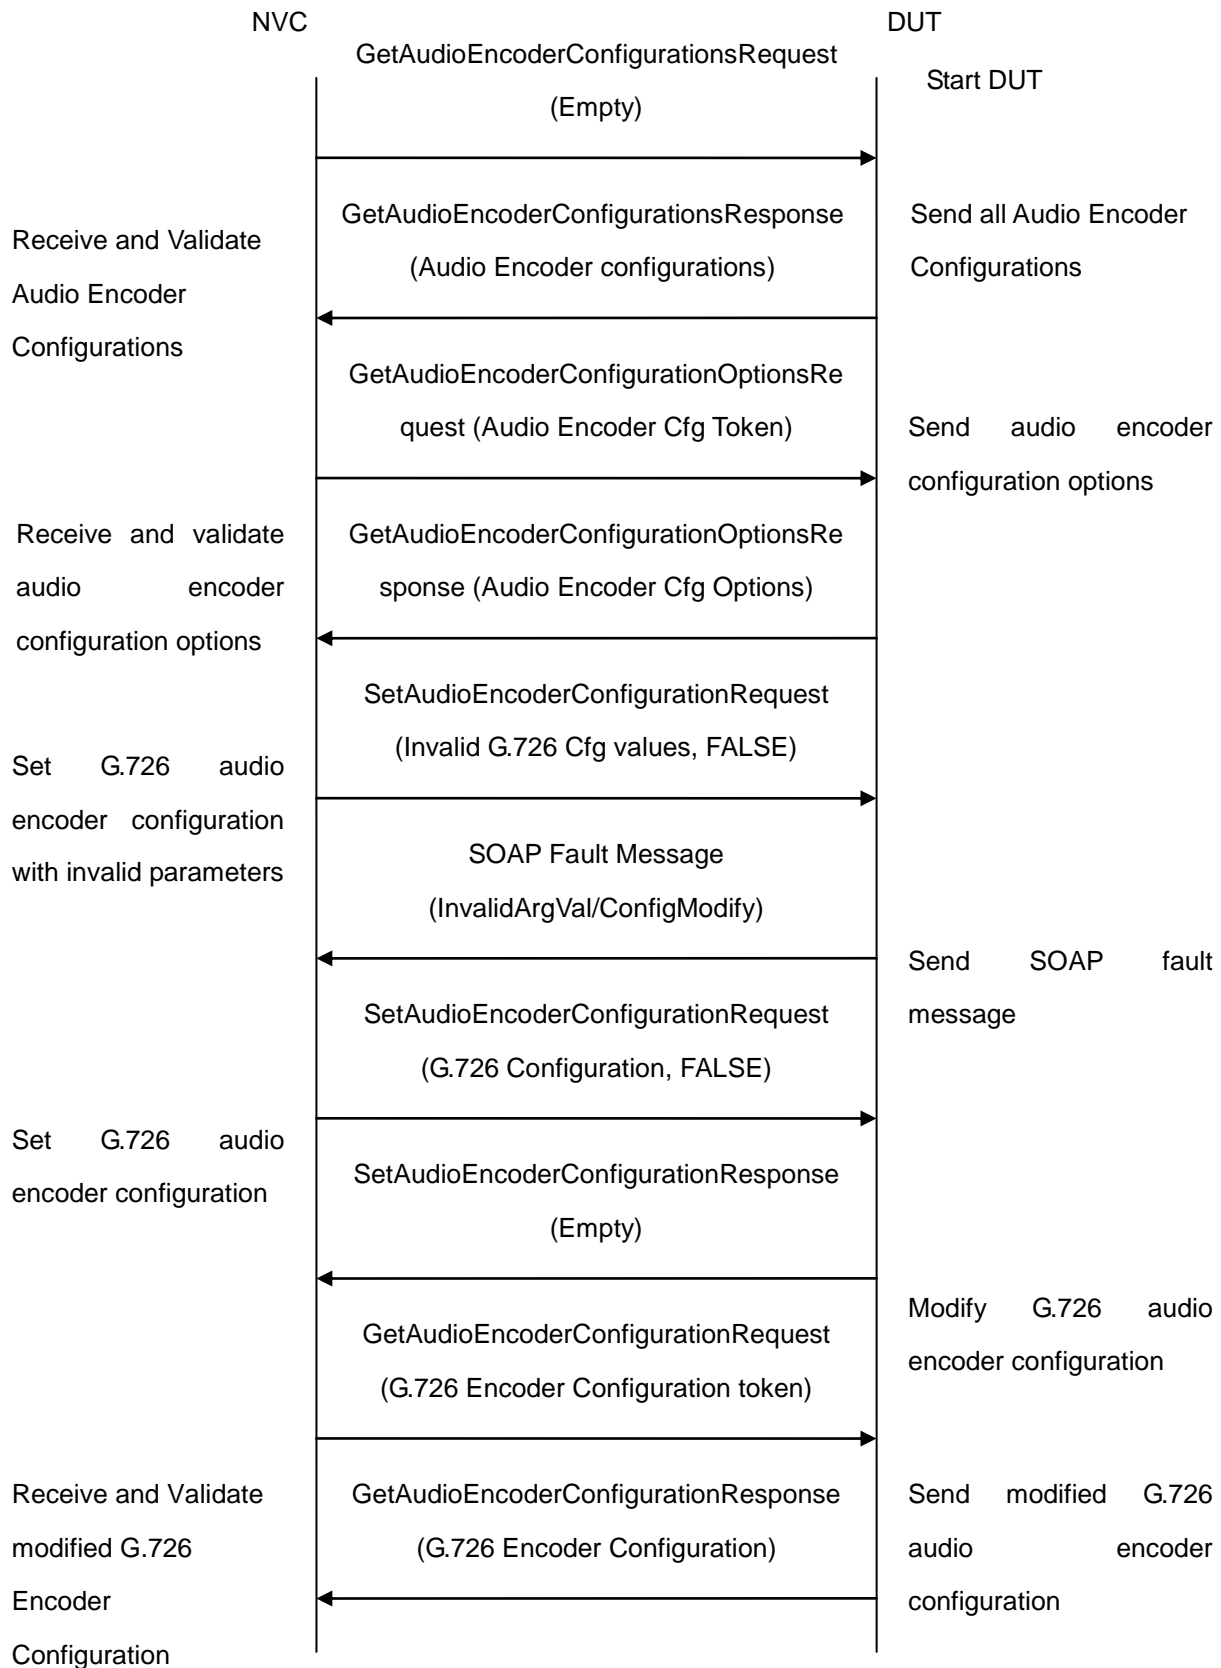 NVC
DUT
GetAudioEncoderConfigurationsRequest
(Empty)
Start DUT
GetAudioEncoderConfigurationsResponse
(Audio Encoder configurations)
Send all Audio Encoder
Configurations
Receive and Validate
Audio Encoder
Configurations
GetAudioEncoderConfigurationOptionsRe
quest (Audio Encoder Cfg Token)
Send audio encoder
configuration options
Receive and validate
audio encoder
configuration options
GetAudioEncoderConfigurationOptionsRe
sponse (Audio Encoder Cfg Options)
SetAudioEncoderConfigurationRequest
(Invalid G.726 Cfg values, FALSE)
Set G.726 audio
encoder configuration
with invalid parameters
SOAP Fault Message
(InvalidArgVal/ConfigModify)
Send SOAP fault
message
SetAudioEncoderConfigurationRequest
(G.726 Configuration, FALSE)
Set G.726 audio
encoder configuration
SetAudioEncoderConfigurationResponse
(Empty)
Modify G.726 audio
encoder configuration
GetAudioEncoderConfigurationRequest
(G.726 Encoder Configuration token)
Receive and Validate
modified G.726
Encoder
Configuration
GetAudioEncoderConfigurationResponse
(G.726 Encoder Configuration)
Send modified G.726
audio encoder
configuration